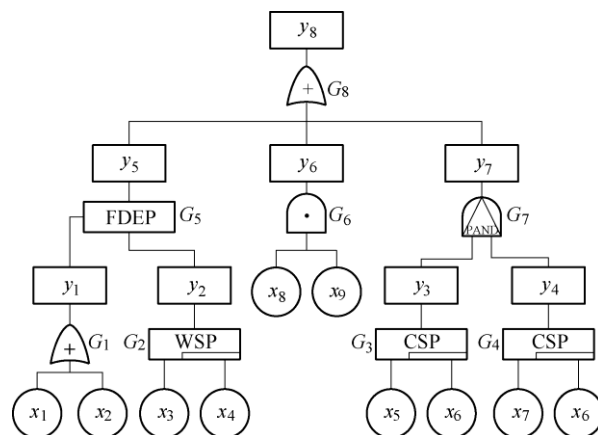 y8
+ G8
y5 y6 y7
FDEP G5 • G6 PAND G7
y1 y2 x8 x9 y3 y4
+ G1 G2 WSP G3 CSP G4 CSP
x1 x2 x3 x4 x5 x6 x7 x6